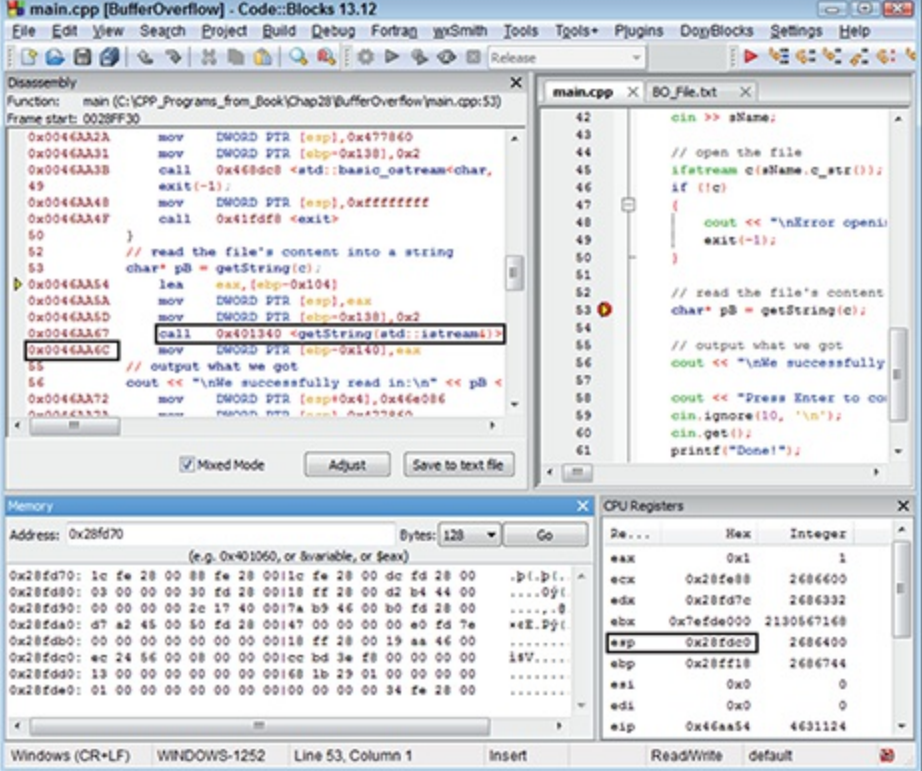 main.cpp [BufferOverflow] - Code::Blocks 13.12
File Edit View Search Project Build Debug Fortran wxSmith Tools Tools+ Plugins DoxyBlocks Settings Help
Release
Disassembly
Function: main (C:\CPP_Programs_from_Book\Chap28\BufferOverflow\main.cpp:53)
Frame start: 0028FF30
0x0046AA2A mov DWORD PTR [esp],0x477860
0x0046AA31 mov DWORD PTR [ebp-0x138],0x2
0x0046AA3B call 0x468dc8 <std::basic_ostream<char,
49 exit(-1);
0x0046AA48 mov DWORD PTR [esp],0xffffffff
0x0046AA4F call 0x41fdf8 <exit>
50 }
52 // read the file's content into a string
53 char* pB = getString(c);
0x0046AA54 lea eax,[ebp-0x104]
0x0046AA5A mov DWORD PTR [esp],eax
0x0046AA5D mov DWORD PTR [ebp-0x138],0x2
0x0046AA67 call 0x401340 <getString(std::istream&)>
0x0046AA6C mov DWORD PTR [ebp-0x140],eax
55 // output what we got
56 cout << "\nWe successfully read in:\n" << pB <
0x0046AA72 mov DWORD PTR [esp+0x4],0x46e086
mov DWORD PTR [esp],0x477860
Mixed Mode
Adjust
Save to text file
main.cpp
BO_File.txt
42 cin >> sName;
43
44 // open the file
45 ifstream c(sName.c_str());
46 if (!c)
47 {
48 cout << "\nError openi
49 exit(-1);
50 }
51
52 // read the file's content
53 char* pB = getString(c);
54
55 // output what we got
56 cout << "\nWe successfully
57
58 cout << "Press Enter to co
59 cin.ignore(10, '\n');
60 cin.get();
61 printf("Done!");
Memory
Address: 0x28fd70 Bytes: 128 Go
(e.g. 0x401060, or &variable, or $eax)
0x28fd70: 1c fe 28 00 88 fe 28 00|1c fe 28 00 dc fd 28 00
0x28fd80: 03 00 00 00 30 fd 28 00|18 ff 28 00 d2 b4 44 00
0x28fd90: 00 00 00 00 2c 17 40 00|7a b9 46 00 b0 fd 28 00
0x28fda0: d7 a2 45 00 50 fd 28 00|47 00 00 00 e0 fd 7e
0x28fdb0: 00 00 00 00 00 00 00 00|18 ff 28 00 19 aa 46 00
0x28fdc0: ec 24 56 00 08 00 00 00|cc bd 3e f8 00 00 00 00
0x28fdd0: 13 00 00 00 00 00 00 00|68 1b 29 01 00 00 00 00
0x28fde0: 01 00 00 00 00 00 00 00|00 00 00 00 34 fe 28 00
CPU Registers
Re... Hex Integer
eax 0x1 1
ecx 0x28fe88 2686600
edx 0x28fd7c 2686332
ebx 0x7efde000 2130567168
esp 0x28fdc0 2686400
ebp 0x28ff18 2686744
esi 0x0 0
edi 0x0 0
eip 0x46aa54 4631124
Windows (CR+LF) WINDOWS-1252 Line 53, Column 1 Insert Read/Write default